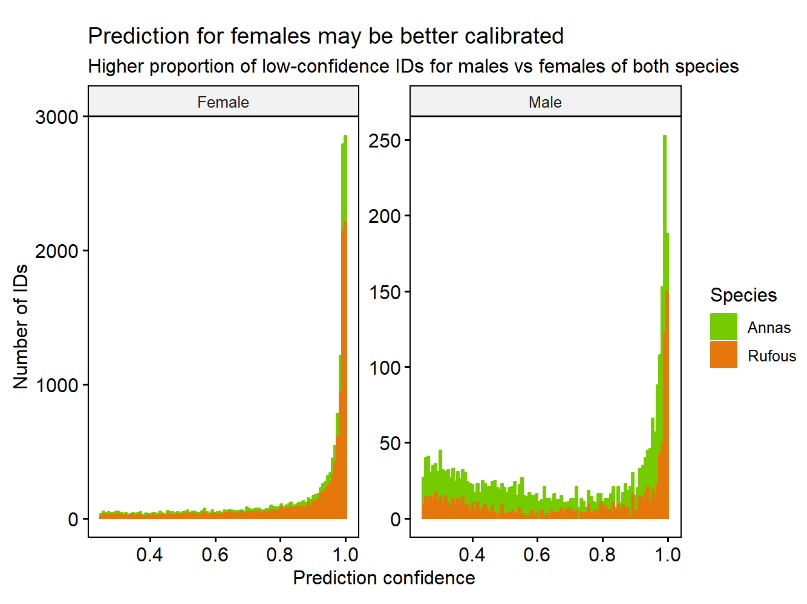 Prediction for females may be better calibrated
Higher proportion of low-confidence IDs for males vs females of both species
Female
Male
Number of IDs
3000
2000
1000
0
250
200
150
100
50
0
0.4 0.6 0.8 1.0
0.4 0.6 0.8 1.0
Prediction confidence
Species
Annas
Rufous